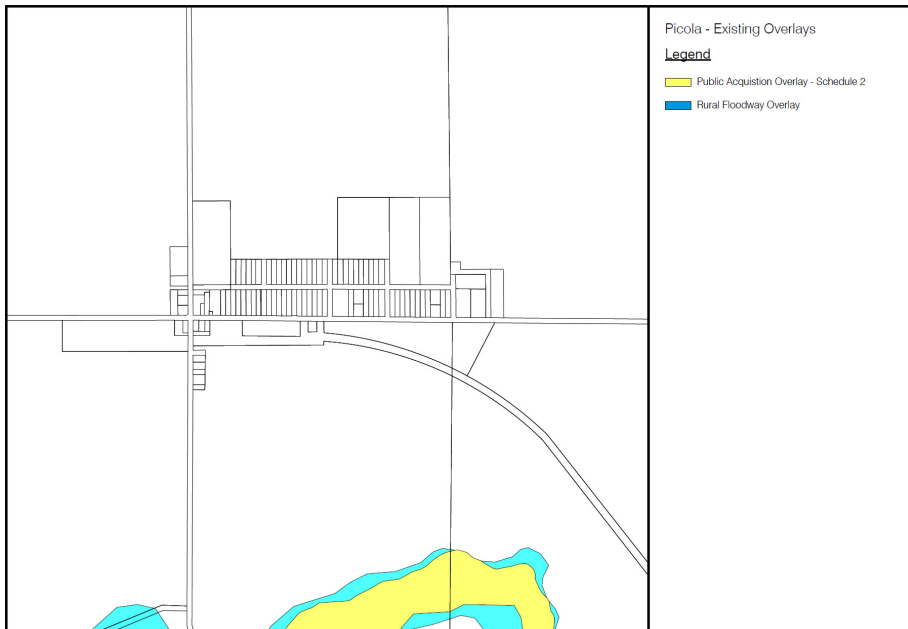 Picola - Existing Overlays
Legend
Public Acquistion Overlay - Schedule 2
Rural Floodway Overlay